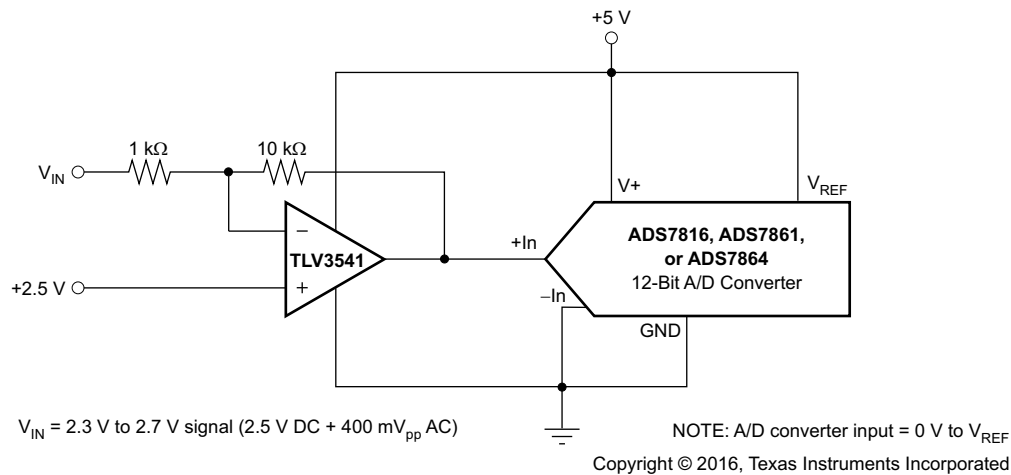 +5 V
1 kΩ
10 kΩ
V_IN
V+
V_REF
−
TLV3541
+
+2.5 V
+In
−In
ADS7816, ADS7861,
or ADS7864
12-Bit A/D Converter
GND
V_IN = 2.3 V to 2.7 V signal (2.5 V DC + 400 mV_pp AC)
NOTE: A/D converter input = 0 V to V_REF
Copyright © 2016, Texas Instruments Incorporated